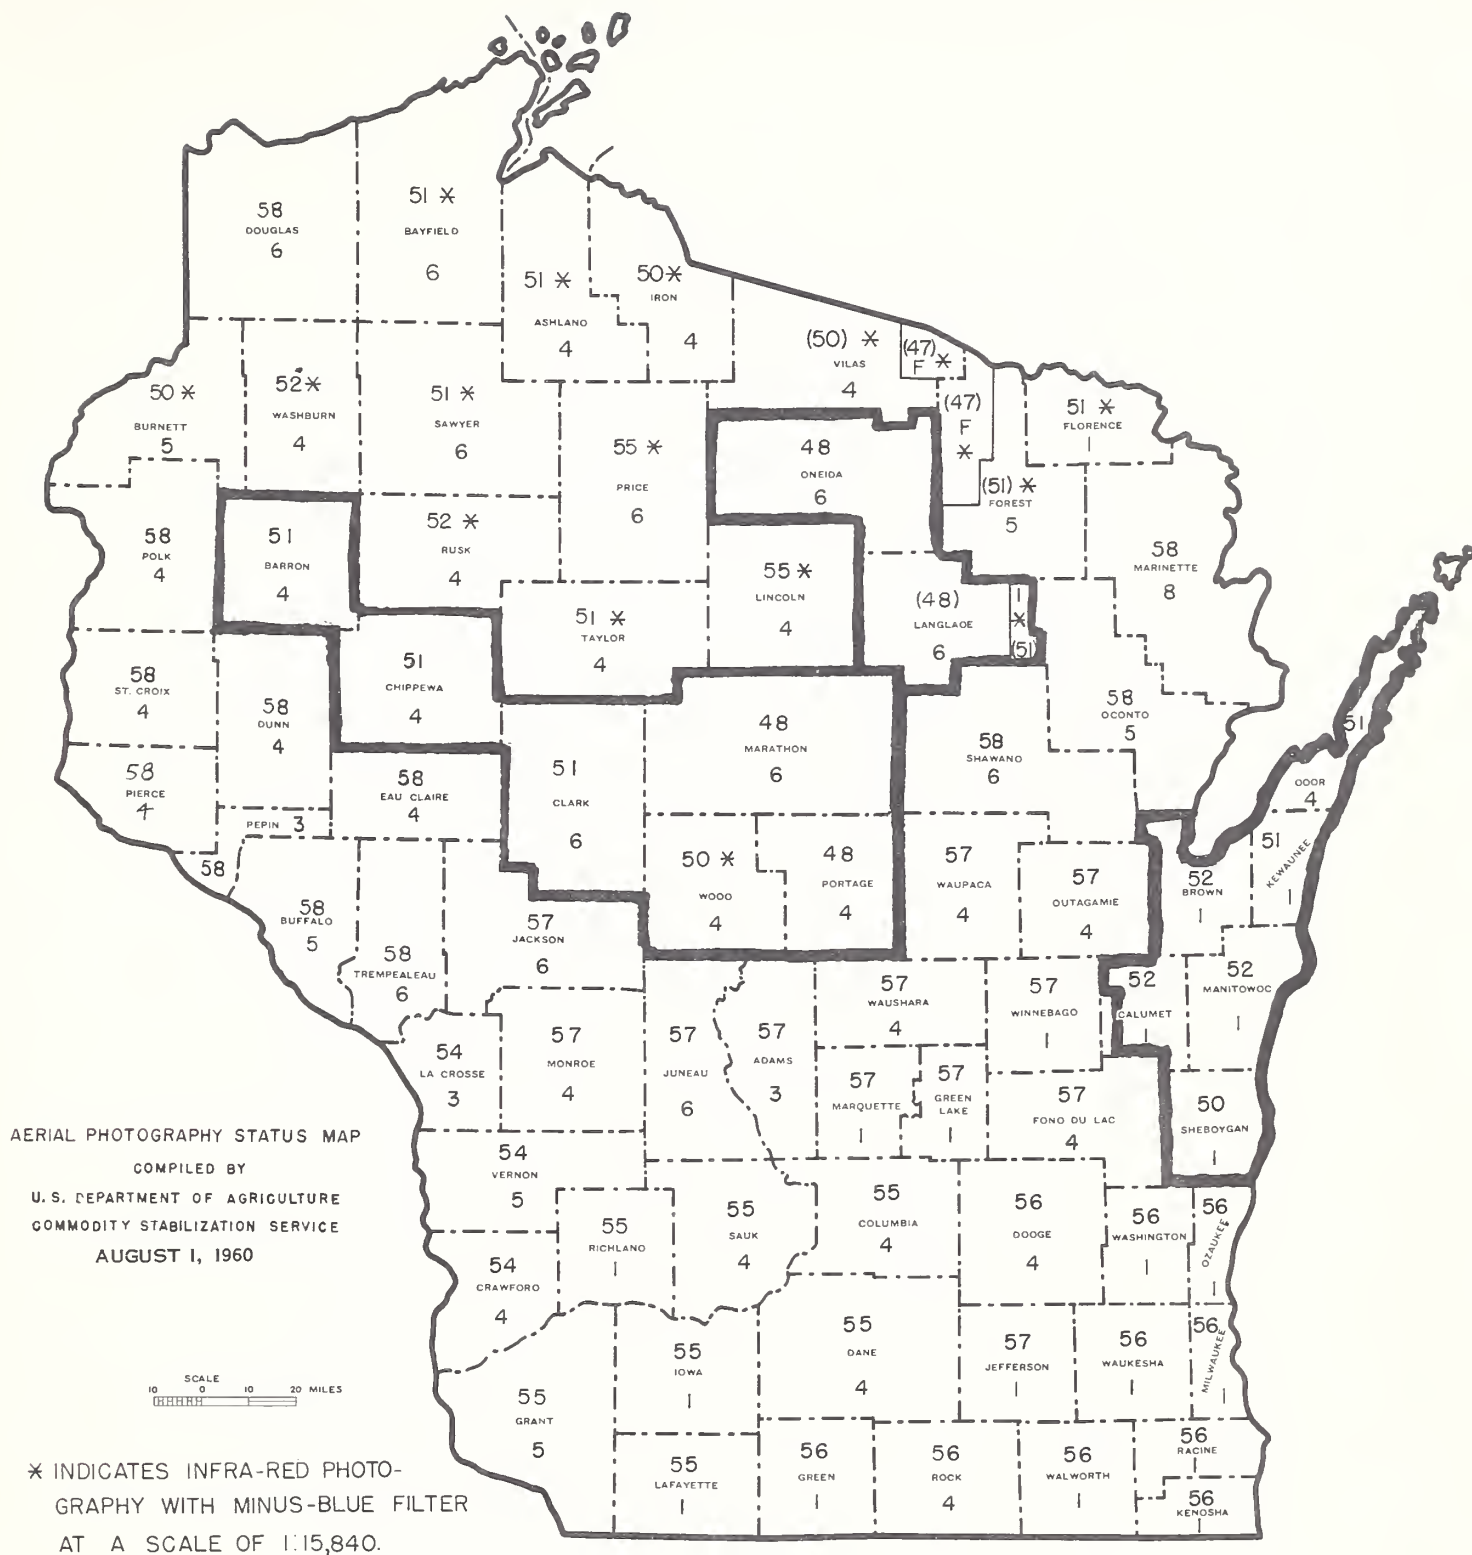 58
DOUGLAS
6
51 *
BAYFIELD
6
51 *
ASHLANO
4
50*
IRON
4
(50) *
VILAS
4
(47)
F *
(47)
F
*
50 *
BURNETT
5
52*
WASHBURN
4
51 *
SAWYER
6
55 *
PRICE
6
48
ONEIDA
6
51 *
FLORENCE
1
(51) *
FOREST
5
58
POLK
4
51
BARRON
4
52 *
RUSK
4
55 *
LINCOLN
4
58
MARINETTE
8
51 *
TAYLOR
4
(48)
LANGLAOE
6
1
*
(51)
58
ST. CROIX
4
58
DUNN
4
51
CHIPPEWA
4
48
MARATHON
6
58
SHAWANO
6
58
OCONTO
5
51
OOOR
4
58
PIERCE
4
58
EAU CLAIRE
4
51
CLARK
6
PEPIN 3
58
50 *
WOOO
4
48
PORTAGE
4
57
WAUPACA
4
57
OUTAGAMIE
4
52
BROWN
1
51
KEWAUNEE
1
58
BUFFALO
5
58
TREMPEALEAU
6
57
JACKSON
6
57
WAUSHARA
4
57
WINNEBAGO
1
52
CALUMET
1
52
MANITOWOC
1
54
LA CROSSE
3
57
MONROE
4
57
JUNEAU
6
57
ADAMS
3
57
MARQUETTE
1
57
GREEN
LAKE
1
57
FOND DU LAC
4
50
SHEBOYGAN
1
AERIAL PHOTOGRAPHY STATUS MAP
COMPILED BY
U.S. DEPARTMENT OF AGRICULTURE
COMMODITY STABILIZATION SERVICE
AUGUST 1, 1960
54
VERNON
5
55
RICHLANO
1
55
SAUK
4
55
COLUMBIA
4
56
DOOGE
4
56
WASHINGTON
1
56
OZAUKEE
1
54
CRAWFORO
4
55
IOWA
1
55
DANE
4
57
JEFFERSON
1
56
WAUKESHA
1
56
MILWAUKEE
1
55
GRANT
5
55
LAFAYETTE
1
56
GREEN
1
56
ROCK
4
56
WALWORTH
1
56
RACINE
1
56
KENOSHA
1
SCALE
10 0 10 20 MILES
* INDICATES INFRA-RED PHOTO-
GRAPHY WITH MINUS-BLUE FILTER
AT A SCALE OF 1:15,840.